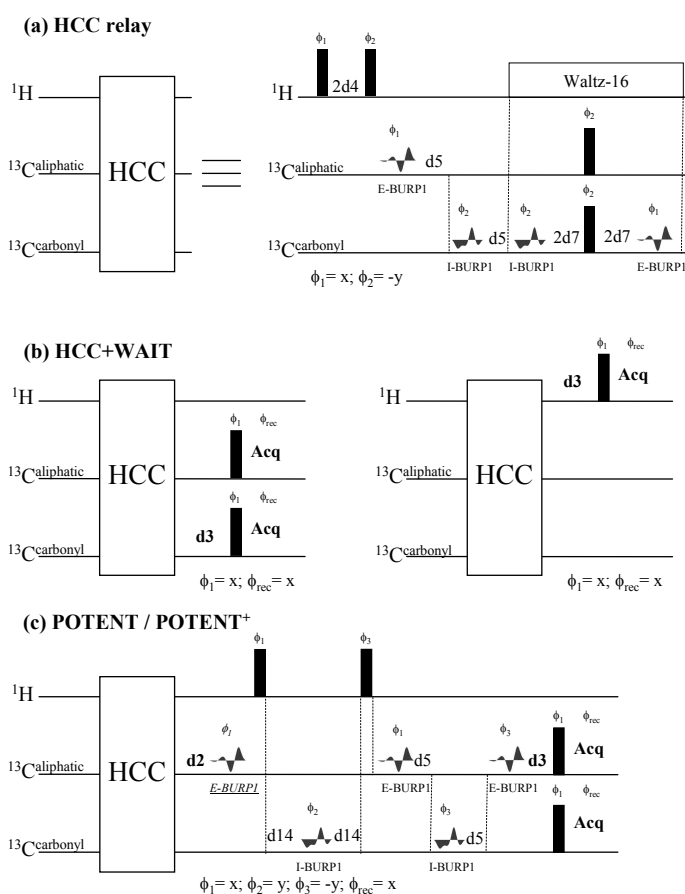 (a) HCC relay
ϕ1 ϕ2
1H 2d4 Waltz-16
ϕ1 ϕ2
13Caliphatic HCC 13Caliphatic d5
E-BURP1
ϕ2 ϕ2 ϕ2 ϕ1
13Ccarbonyl 13Ccarbonyl d5 2d7 2d7
I-BURP1 I-BURP1 E-BURP1
ϕ1= x; ϕ2= -y
(b) HCC+WAIT
ϕ1 ϕrec
1H 1H d3 Acq
ϕ1 ϕrec
13Caliphatic HCC Acq 13Caliphatic HCC
ϕ1 ϕrec
13Ccarbonyl d3 Acq 13Ccarbonyl
ϕ1= x; ϕrec= x ϕ1= x; ϕrec= x
(c) POTENT / POTENT+
ϕ1 ϕ3
1H
ϕ1 ϕ1 ϕ3 ϕ1 ϕrec
13Caliphatic HCC d2 d5 d3 Acq
E-BURP1 E-BURP1 E-BURP1
ϕ2 ϕ3 ϕ1 ϕrec
13Ccarbonyl d14 d14 d5 Acq
I-BURP1 I-BURP1
ϕ1= x; ϕ2= y; ϕ3= -y; ϕrec= x